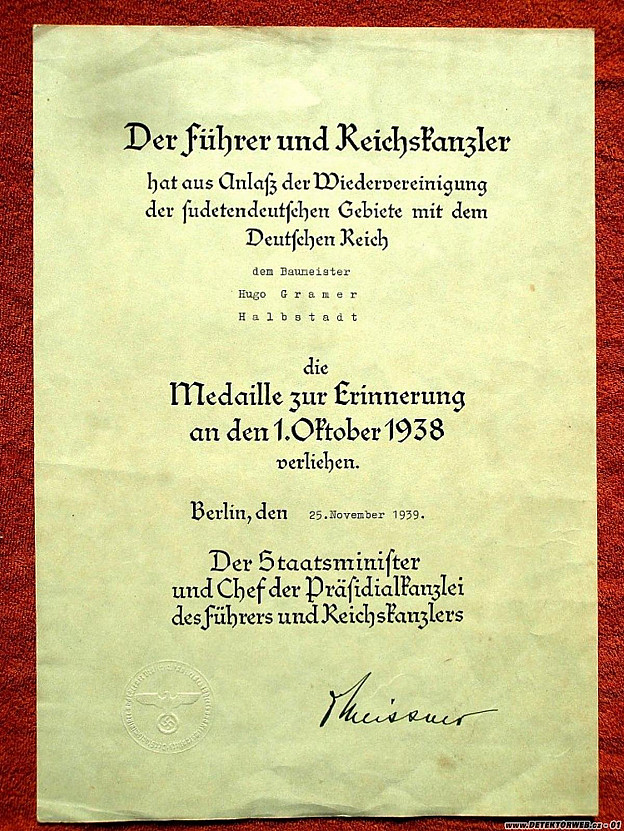 Der Führer und Reichskanzler
hat aus Anlaß der Wiedervereinigung
der sudetendeutschen Gebiete mit dem
Deutschen Reich
dem Baumeister
Hugo Gramer
Halbstadt
die
Medaille zur Erinnerung
an den 1. Oktober 1938
verliehen.
Berlin, den 25.November 1939.
Der Staatsminister
und Chef der Präsidialkanzlei
des Führers und Reichskanzlers
Meissner
www.DETEKTORWEB.cz - 01